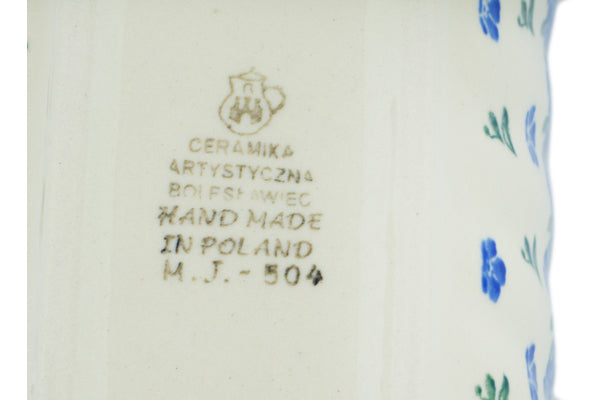 CERAMIKA
ARTYSTYCZNA
BOLESŁAWIEC
HAND MADE
IN POLAND
M.J.-504